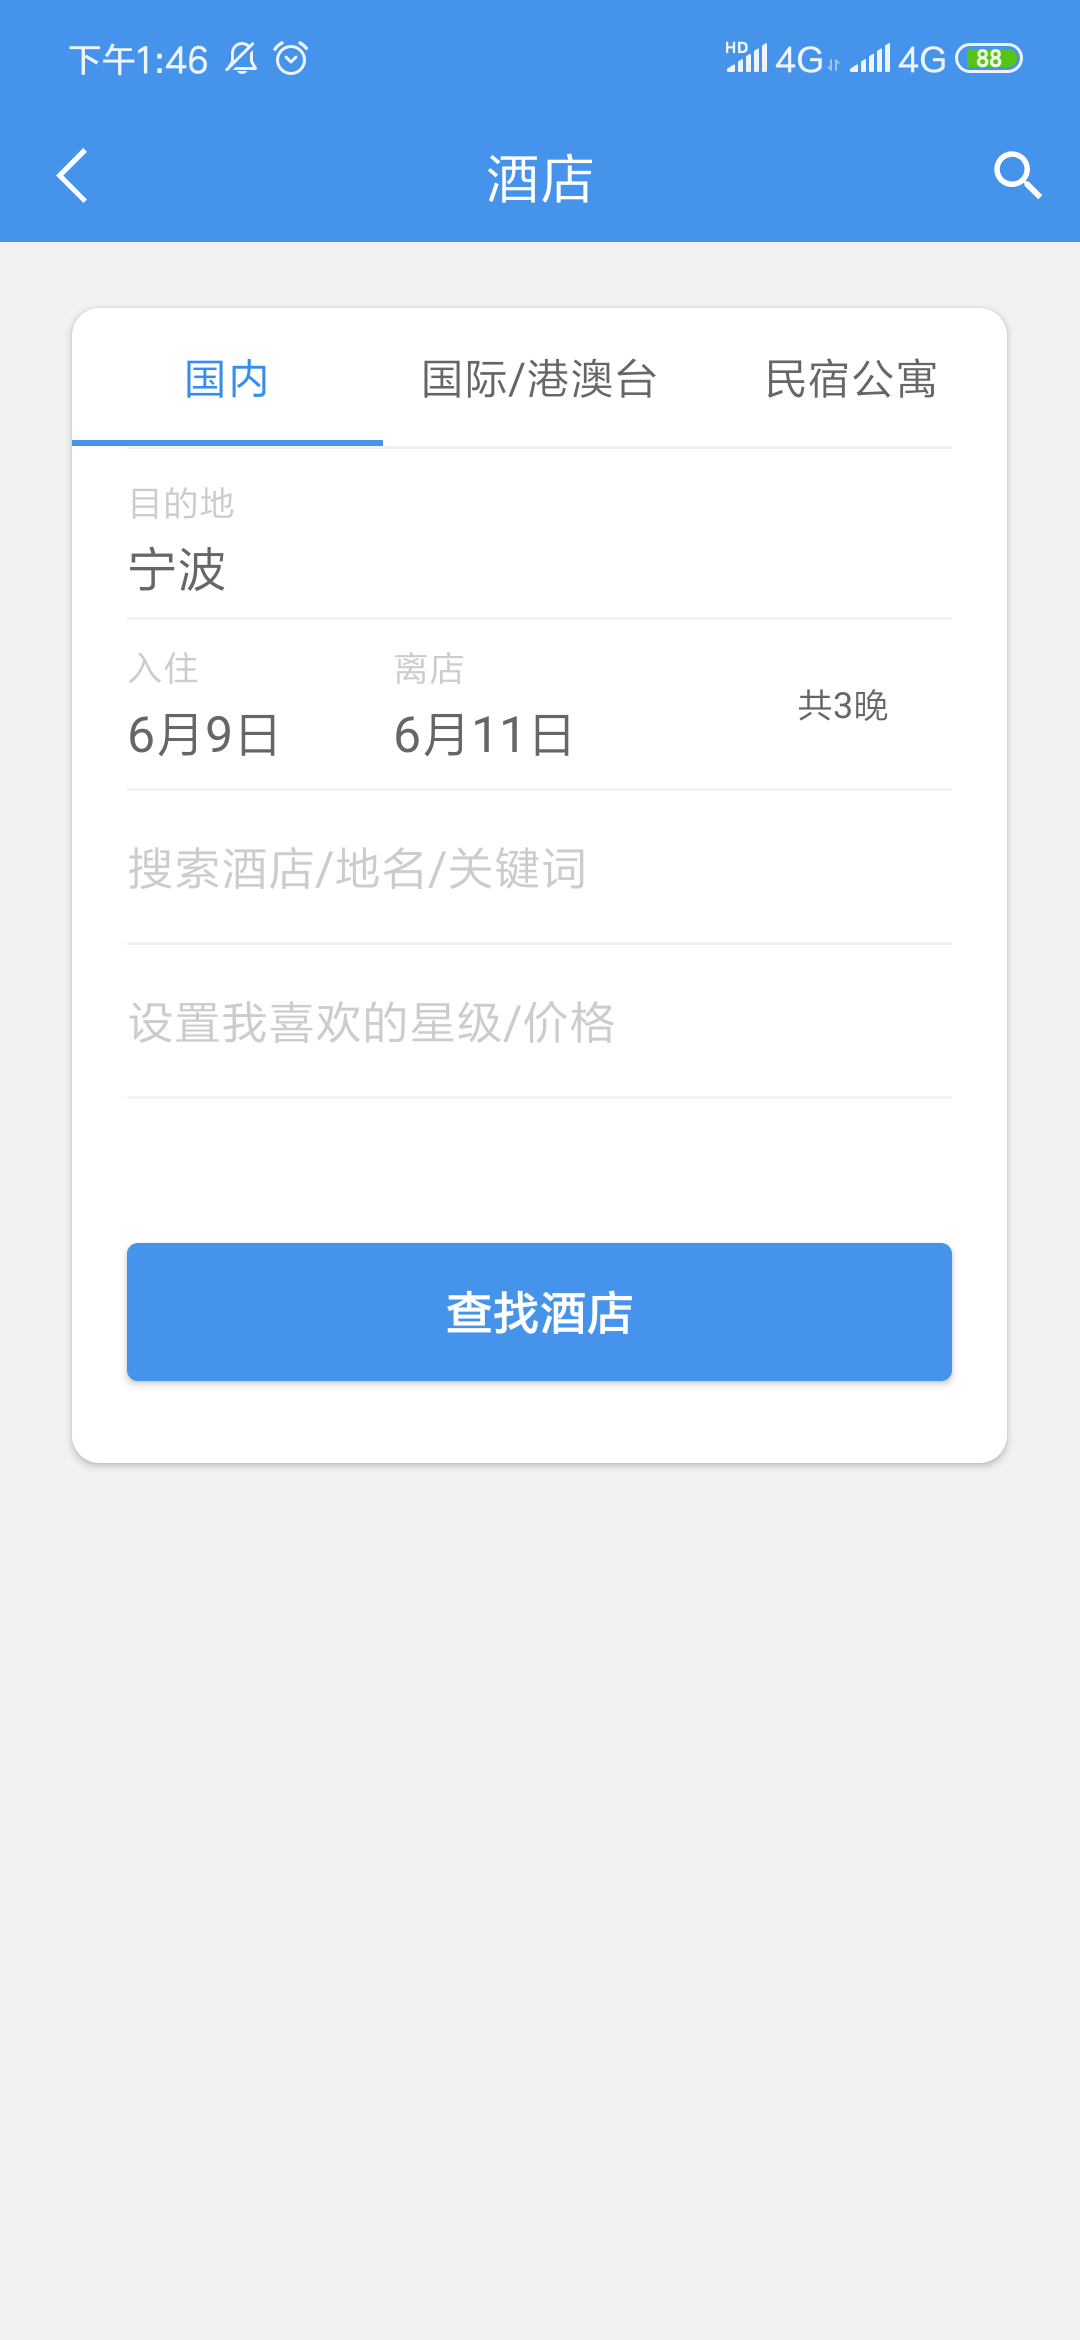 下午1:46 HD 4G 4G 88
酒店
国内 国际/港澳台 民宿公寓
目的地
宁波
入住 离店
6月9日 6月11日 共3晚
搜索酒店/地名/关键词
设置我喜欢的星级/价格
查找酒店